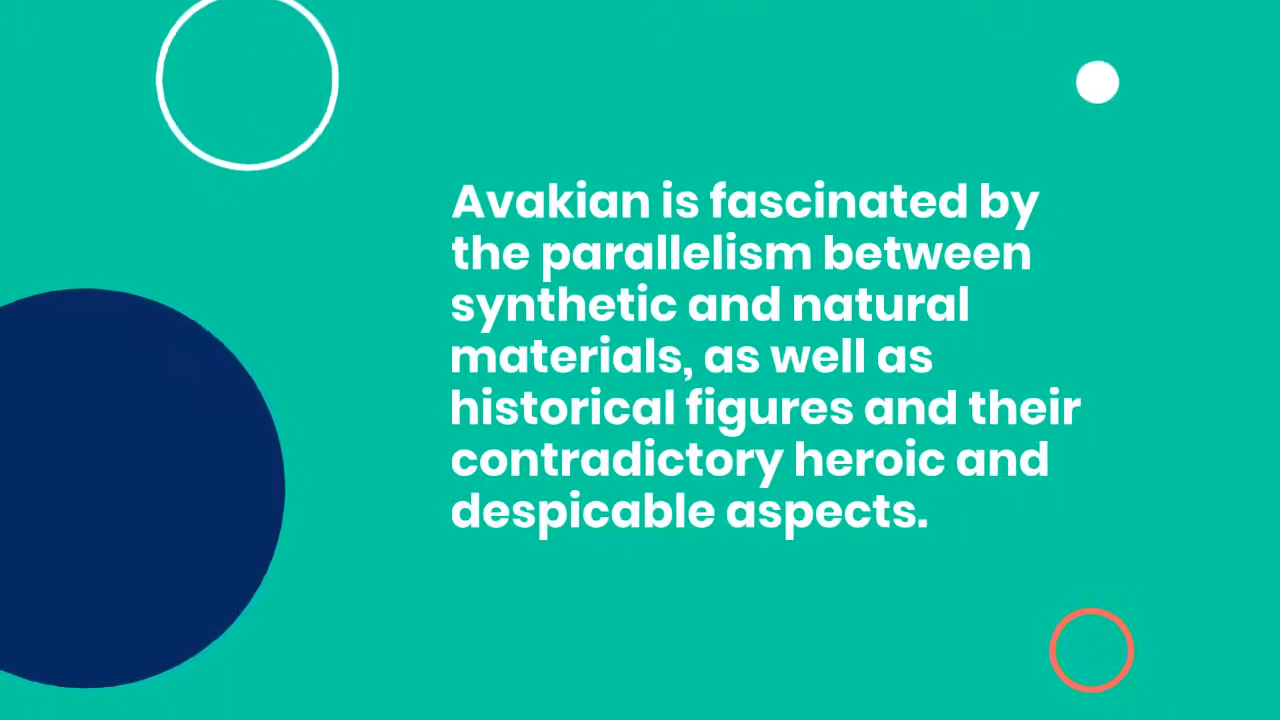 Avakian is fascinated by
the parallelism between
synthetic and natural
materials, as well as
historical figures and their
contradictory heroic and
despicable aspects.